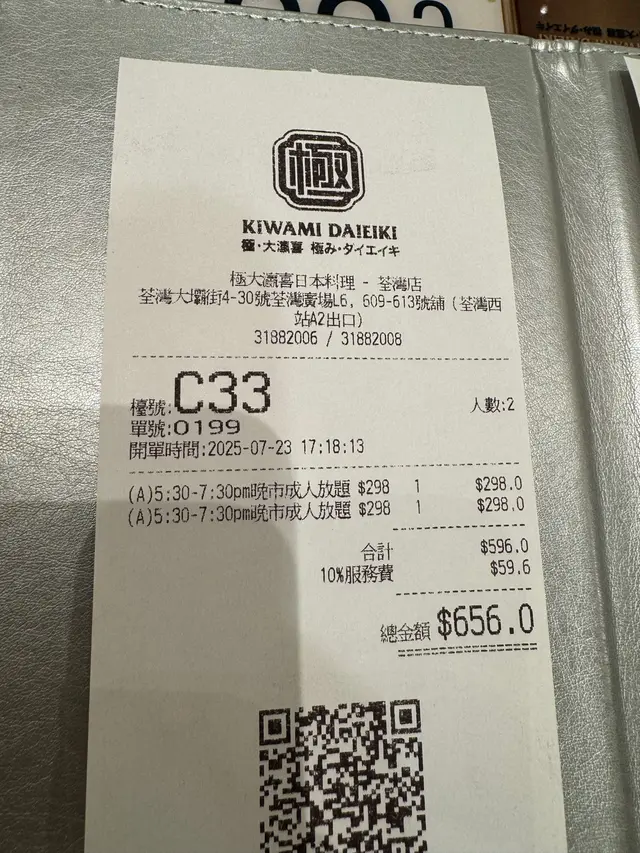 極
KIWAMI DAIEIKI
極・大瀛喜 極み・ダイエイキ
極大瀛喜日本料理 - 荃灣店
荃灣大壩街4-30號荃灣廣場L6, 609-613號舖 (荃灣西
站A2出口)
31882006 / 31882008
檯號:C33
人數:2
單號:0199
開單時間:2025-07-23 17:18:13
(A)5:30-7:30pm晚市成人放題 $298 1 $298.0
(A)5:30-7:30pm晚市成人放題 $298 1 $298.0
合計 $596.0
10%服務費 $59.6
總金額 $656.0